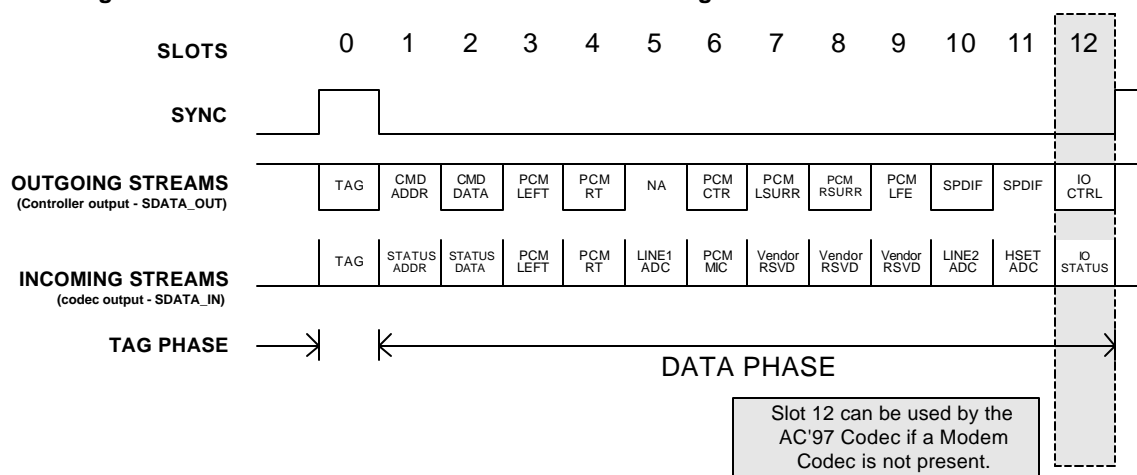 SLOTS 0 1 2 3 4 5 6 7 8 9 10 11 12
SYNC
OUTGOING STREAMS
(Controller output - SDATA_OUT)
TAG CMD ADDR CMD DATA PCM LEFT PCM RT NA PCM CTR PCM LSURR PCM RSURR PCM LFE SPDIF SPDIF IO CTRL
INCOMING STREAMS
(codec output - SDATA_IN)
TAG STATUS ADDR STATUS DATA PCM LEFT PCM RT LINE1 ADC PCM MIC Vendor RSVD Vendor RSVD Vendor RSVD LINE2 ADC HSET ADC IO STATUS
TAG PHASE
DATA PHASE
Slot 12 can be used by the
AC'97 Codec if a Modem
Codec is not present.